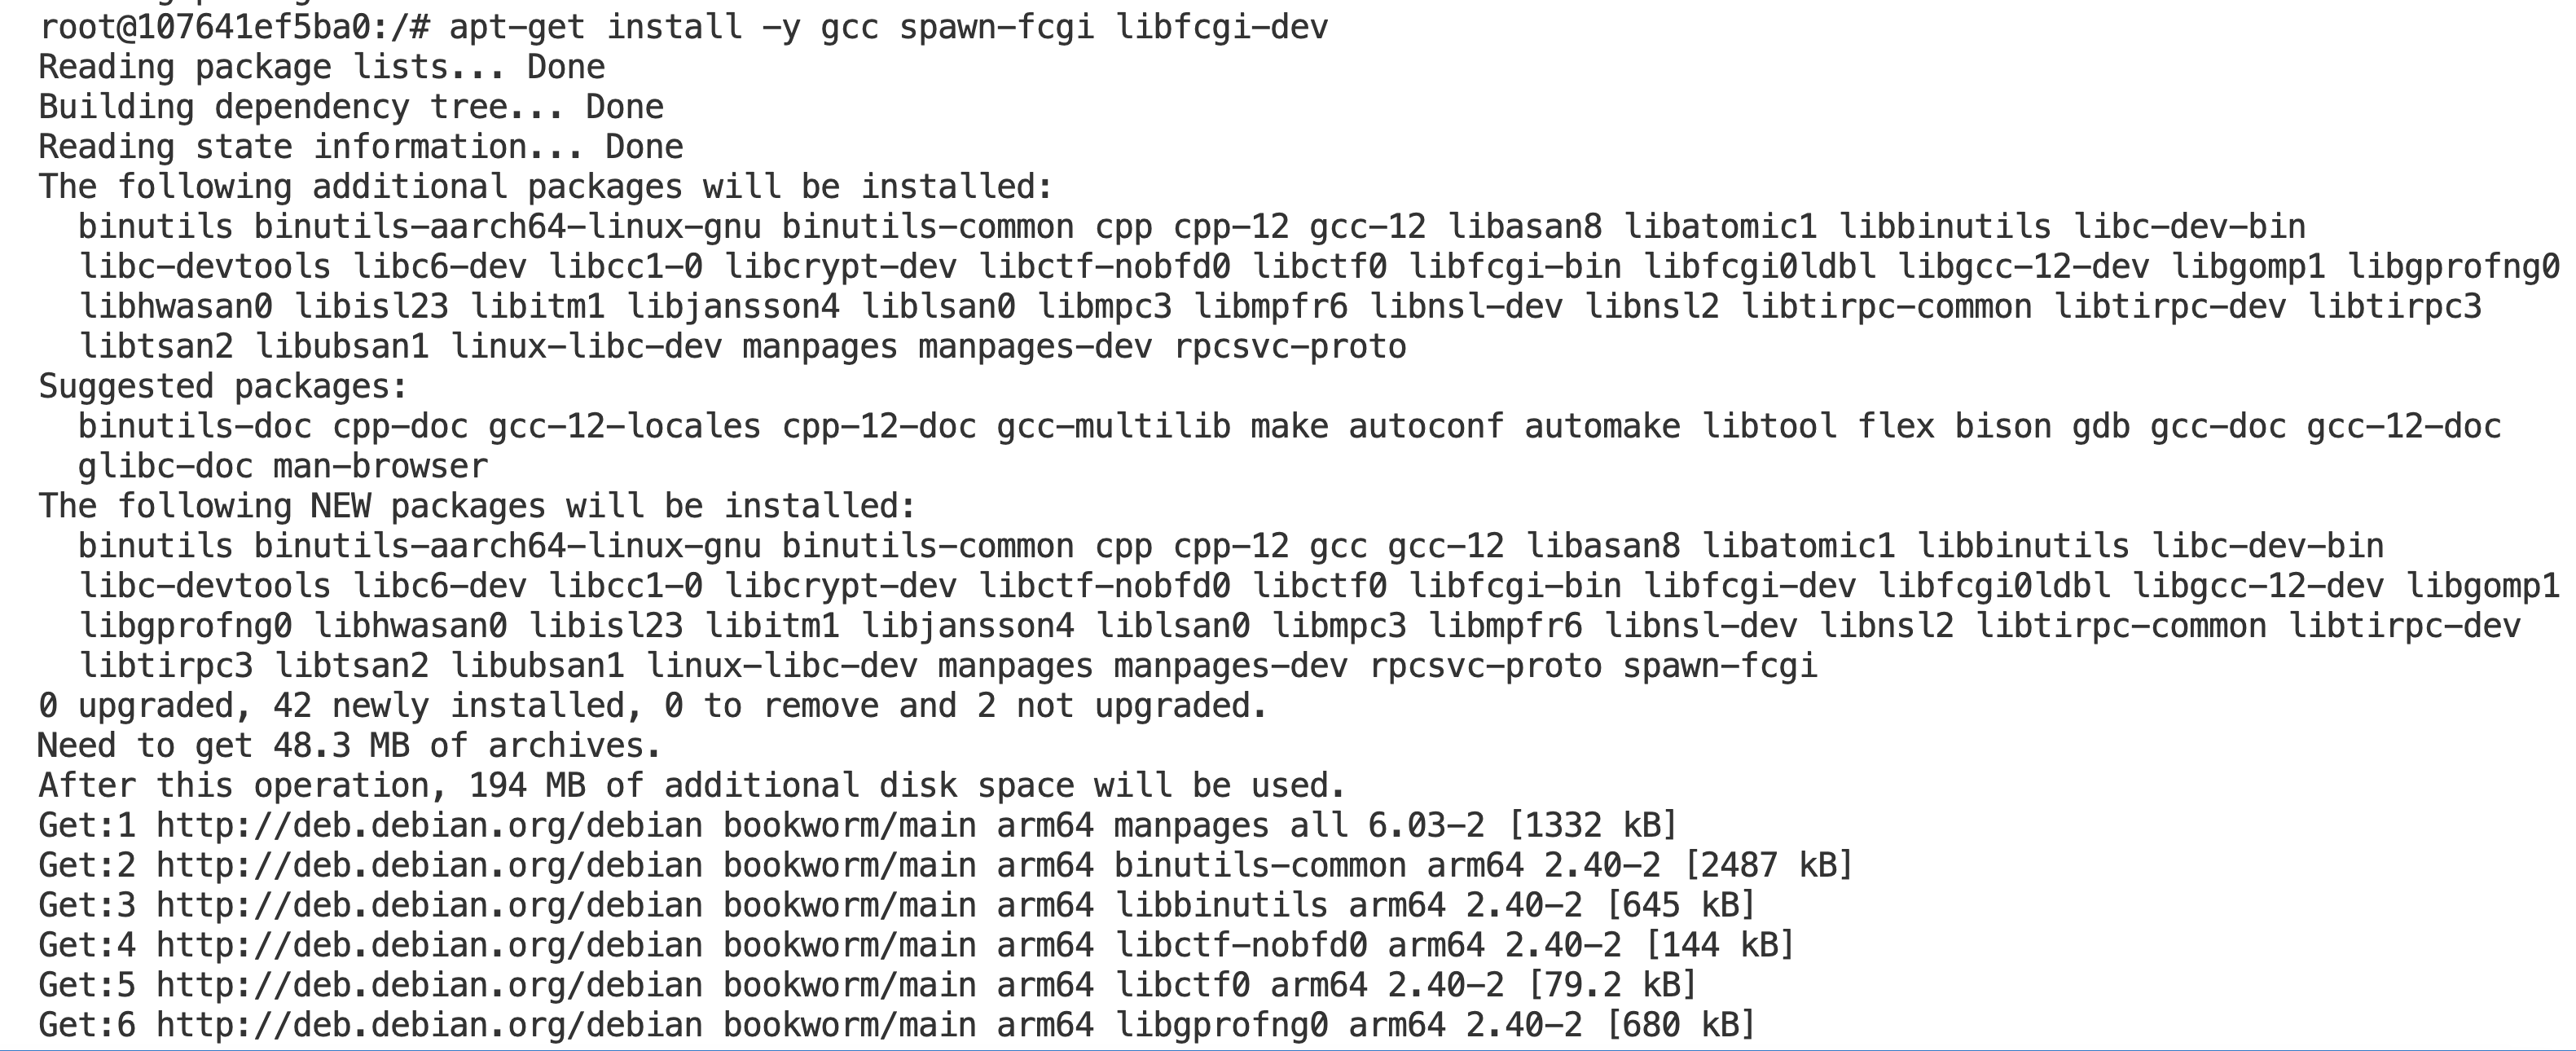 root@107641ef5ba0:/# apt-get install -y gcc spawn-fcgi libfcgi-dev
Reading package lists... Done
Building dependency tree... Done
Reading state information... Done
The following additional packages will be installed:
  binutils binutils-aarch64-linux-gnu binutils-common cpp cpp-12 gcc-12 libasan8 libatomic1 libbinutils libc-dev-bin
  libc-devtools libc6-dev libcc1-0 libcrypt-dev libctf-nobfd0 libctf0 libfcgi-bin libfcgi0ldbl libgcc-12-dev libgomp1 libgprofng0
  libhwasan0 libisl23 libitm1 libjansson4 liblsan0 libmpc3 libmpfr6 libnsl-dev libnsl2 libtirpc-common libtirpc-dev libtirpc3
  libtsan2 libubsan1 linux-libc-dev manpages manpages-dev rpcsvc-proto
Suggested packages:
  binutils-doc cpp-doc gcc-12-locales cpp-12-doc gcc-multilib make autoconf automake libtool flex bison gdb gcc-doc gcc-12-doc
  glibc-doc man-browser
The following NEW packages will be installed:
  binutils binutils-aarch64-linux-gnu binutils-common cpp cpp-12 gcc gcc-12 libasan8 libatomic1 libbinutils libc-dev-bin
  libc-devtools libc6-dev libcc1-0 libcrypt-dev libctf-nobfd0 libctf0 libfcgi-bin libfcgi-dev libfcgi0ldbl libgcc-12-dev libgomp1
  libgprofng0 libhwasan0 libisl23 libitm1 libjansson4 liblsan0 libmpc3 libmpfr6 libnsl-dev libnsl2 libtirpc-common libtirpc-dev
  libtirpc3 libtsan2 libubsan1 linux-libc-dev manpages manpages-dev rpcsvc-proto spawn-fcgi
0 upgraded, 42 newly installed, 0 to remove and 2 not upgraded.
Need to get 48.3 MB of archives.
After this operation, 194 MB of additional disk space will be used.
Get:1 http://deb.debian.org/debian bookworm/main arm64 manpages all 6.03-2 [1332 kB]
Get:2 http://deb.debian.org/debian bookworm/main arm64 binutils-common arm64 2.40-2 [2487 kB]
Get:3 http://deb.debian.org/debian bookworm/main arm64 libbinutils arm64 2.40-2 [645 kB]
Get:4 http://deb.debian.org/debian bookworm/main arm64 libctf-nobfd0 arm64 2.40-2 [144 kB]
Get:5 http://deb.debian.org/debian bookworm/main arm64 libctf0 arm64 2.40-2 [79.2 kB]
Get:6 http://deb.debian.org/debian bookworm/main arm64 libgprofng0 arm64 2.40-2 [680 kB]